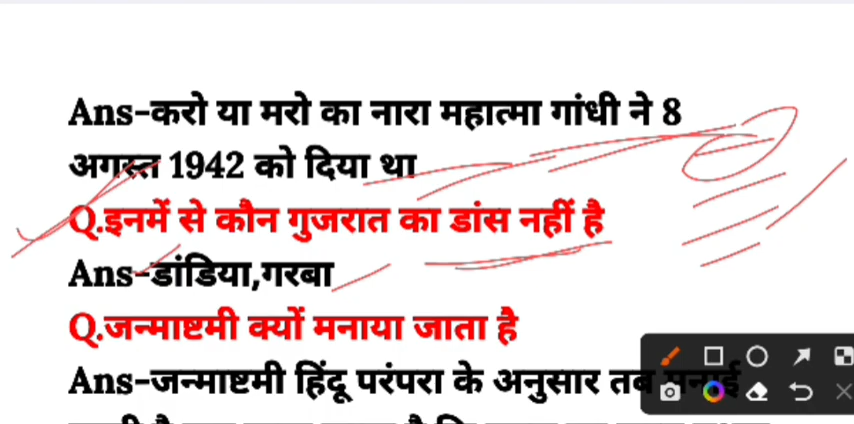 Ans-करो या मरो का नारा महात्मा गांधी ने 8
अगस्त 1942 को दिया था
Q.इनमें से कौन गुजरात का डांस नहीं है
Ans-डांडिया,गरबा
Q.जन्माष्टमी क्यों मनाया जाता है
Ans-जन्माष्टमी हिंदू परंपरा के अनुसार तब मनाई